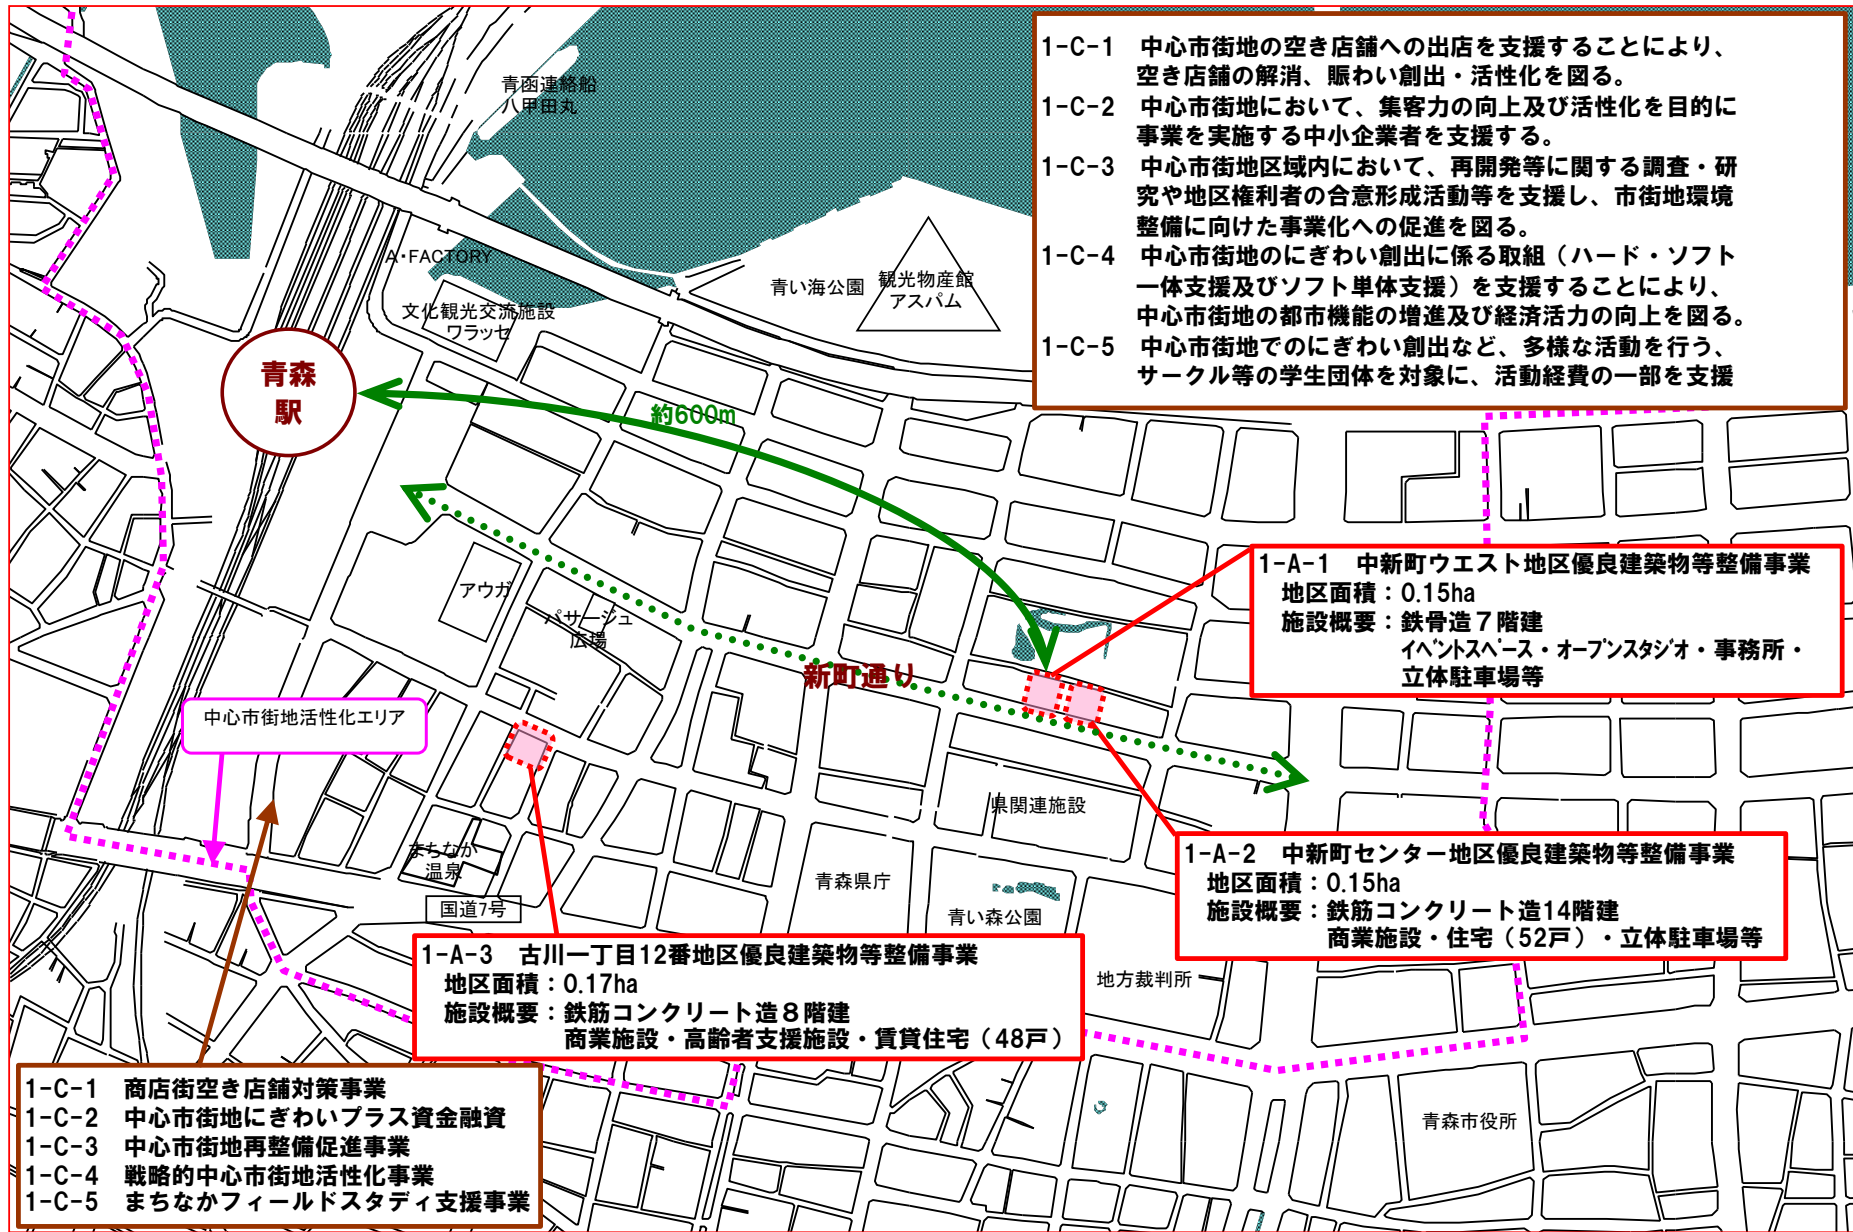 1-C-1 中心市街地の空き店舗への出店を支援することにより、
空き店舗の解消、賑わい創出・活性化を図る。
1-C-2 中心市街地において、集客力の向上及び活性化を目的に
事業を実施する中小企業者を支援する。
1-C-3 中心市街地区域内において、再開発等に関する調査・研
究や地区権利者の合意形成活動等を支援し、市街地環境
整備に向けた事業化への促進を図る。
1-C-4 中心市街地のにぎわい創出に係る取組（ハード・ソフト
一体支援及びソフト単体支援）を支援することにより、
中心市街地の都市機能の増進及び経済活力の向上を図る。
1-C-5 中心市街地でのにぎわい創出など、多様な活動を行う、
サークル等の学生団体を対象に、活動経費の一部を支援
青函連絡船
八甲田丸
A・FACTORY
文化観光交流施設
ワラッセ
青い海公園
観光物産館
アスパム
青森
駅
約600m
アウガ
パサージュ
広場
新町通り
1-A-1 中新町ウエスト地区優良建築物等整備事業
地区面積：0.15ha
施設概要：鉄骨造７階建
ｲﾍﾞﾝﾄｽﾍﾟｰｽ・ｵｰﾌﾟﾝｽﾀｼﾞｵ・事務所・
立体駐車場等
中心市街地活性化エリア
県関連施設
まちなか
温泉
青森県庁
国道7号
青い森公園
1-A-2 中新町センター地区優良建築物等整備事業
地区面積：0.15ha
施設概要：鉄筋コンクリート造14階建
商業施設・住宅（52戸）・立体駐車場等
1-A-3 古川一丁目12番地区優良建築物等整備事業
地区面積：0.17ha
施設概要：鉄筋コンクリート造８階建
商業施設・高齢者支援施設・賃貸住宅（48戸）
地方裁判所
青森市役所
1-C-1 商店街空き店舗対策事業
1-C-2 中心市街地にぎわいプラス資金融資
1-C-3 中心市街地再整備促進事業
1-C-4 戦略的中心市街地活性化事業
1-C-5 まちなかフィールドスタディ支援事業